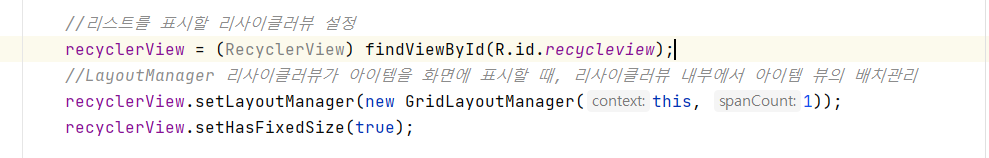 //리스트를 표시할 리사이클러뷰 설정
recyclerView = (RecyclerView) findViewById(R.id.recycleview);
//LayoutManager 리사이클러뷰가 아이템을 화면에 표시할 때, 리사이클러뷰 내부에서 아이템 뷰의 배치관리
recyclerView.setLayoutManager(new GridLayoutManager( context: this, spanCount: 1));
recyclerView.setHasFixedSize(true);